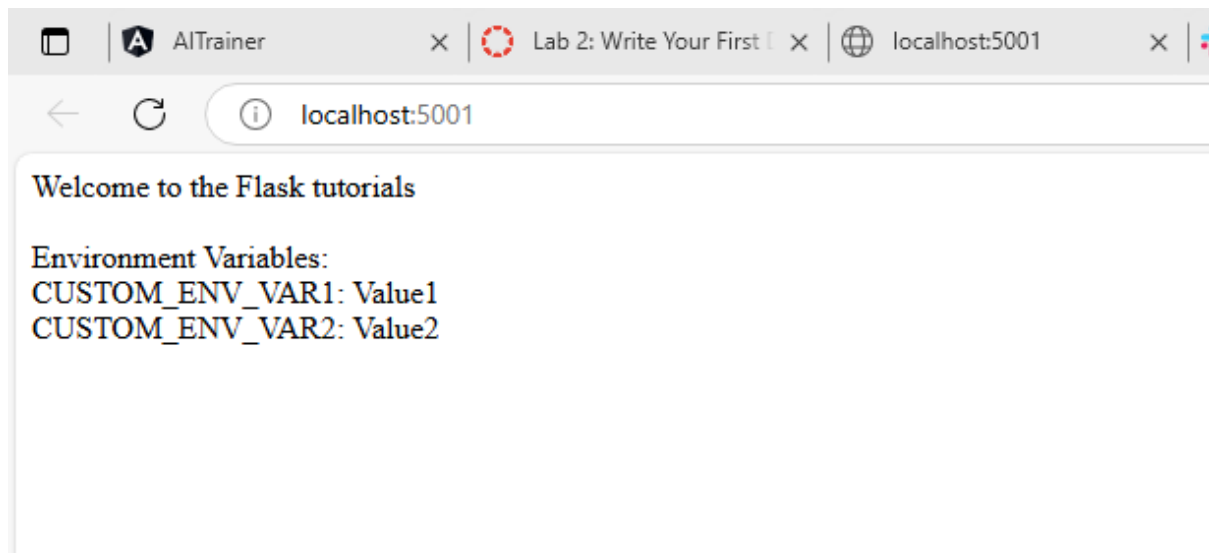 AITrainer
Lab 2: Write Your First
localhost:5001
localhost:5001
Welcome to the Flask tutorials
Environment Variables:
CUSTOM_ENV_VAR1: Value1
CUSTOM_ENV_VAR2: Value2